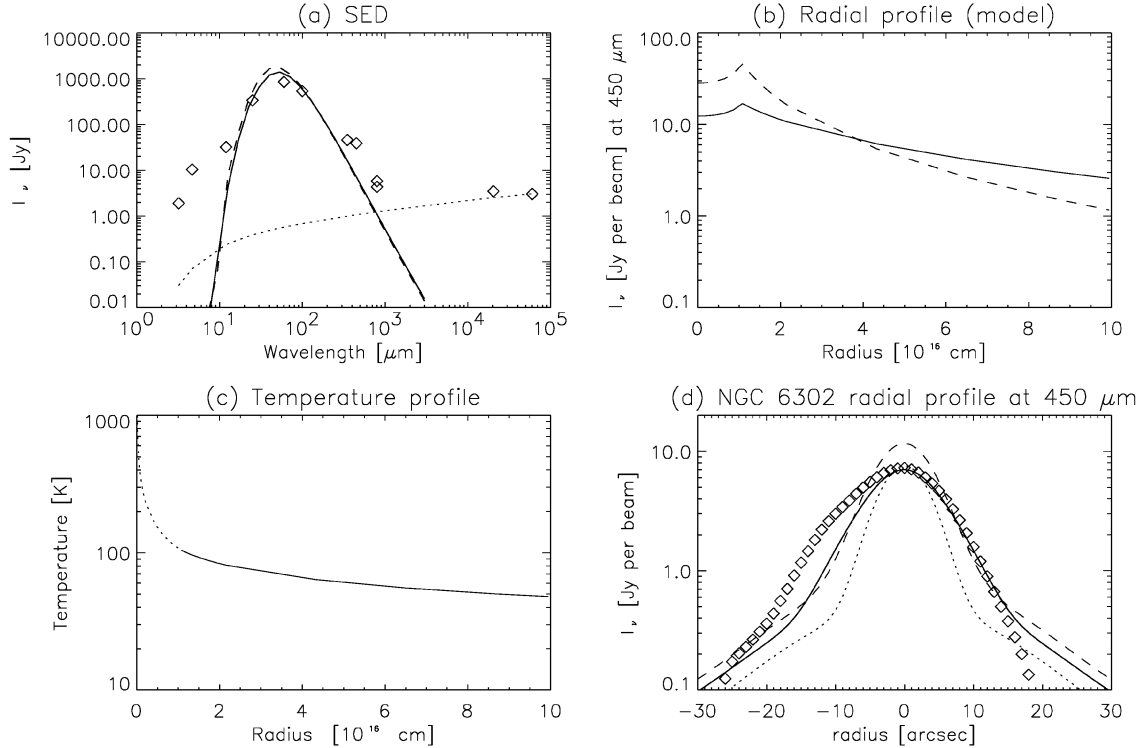 (a) SED
I ν [Jy]
10000.00
1000.00
100.00
10.00
1.00
0.10
0.01
10⁰ 10¹ 10² 10³ 10⁴ 10⁵
Wavelength [μm]
(b) Radial profile (model)
I ν [Jy per beam] at 450 μm
100.0
10.0
1.0
0.1
0 2 4 6 8 10
Radius [10¹⁶ cm]
(c) Temperature profile
Temperature [K]
1000
100
10
0 2 4 6 8 10
Radius [10¹⁶ cm]
(d) NGC 6302 radial profile at 450 μm
I ν [Jy per beam]
10.0
1.0
0.1
−30 −20 −10 0 10 20 30
radius [arcsec]